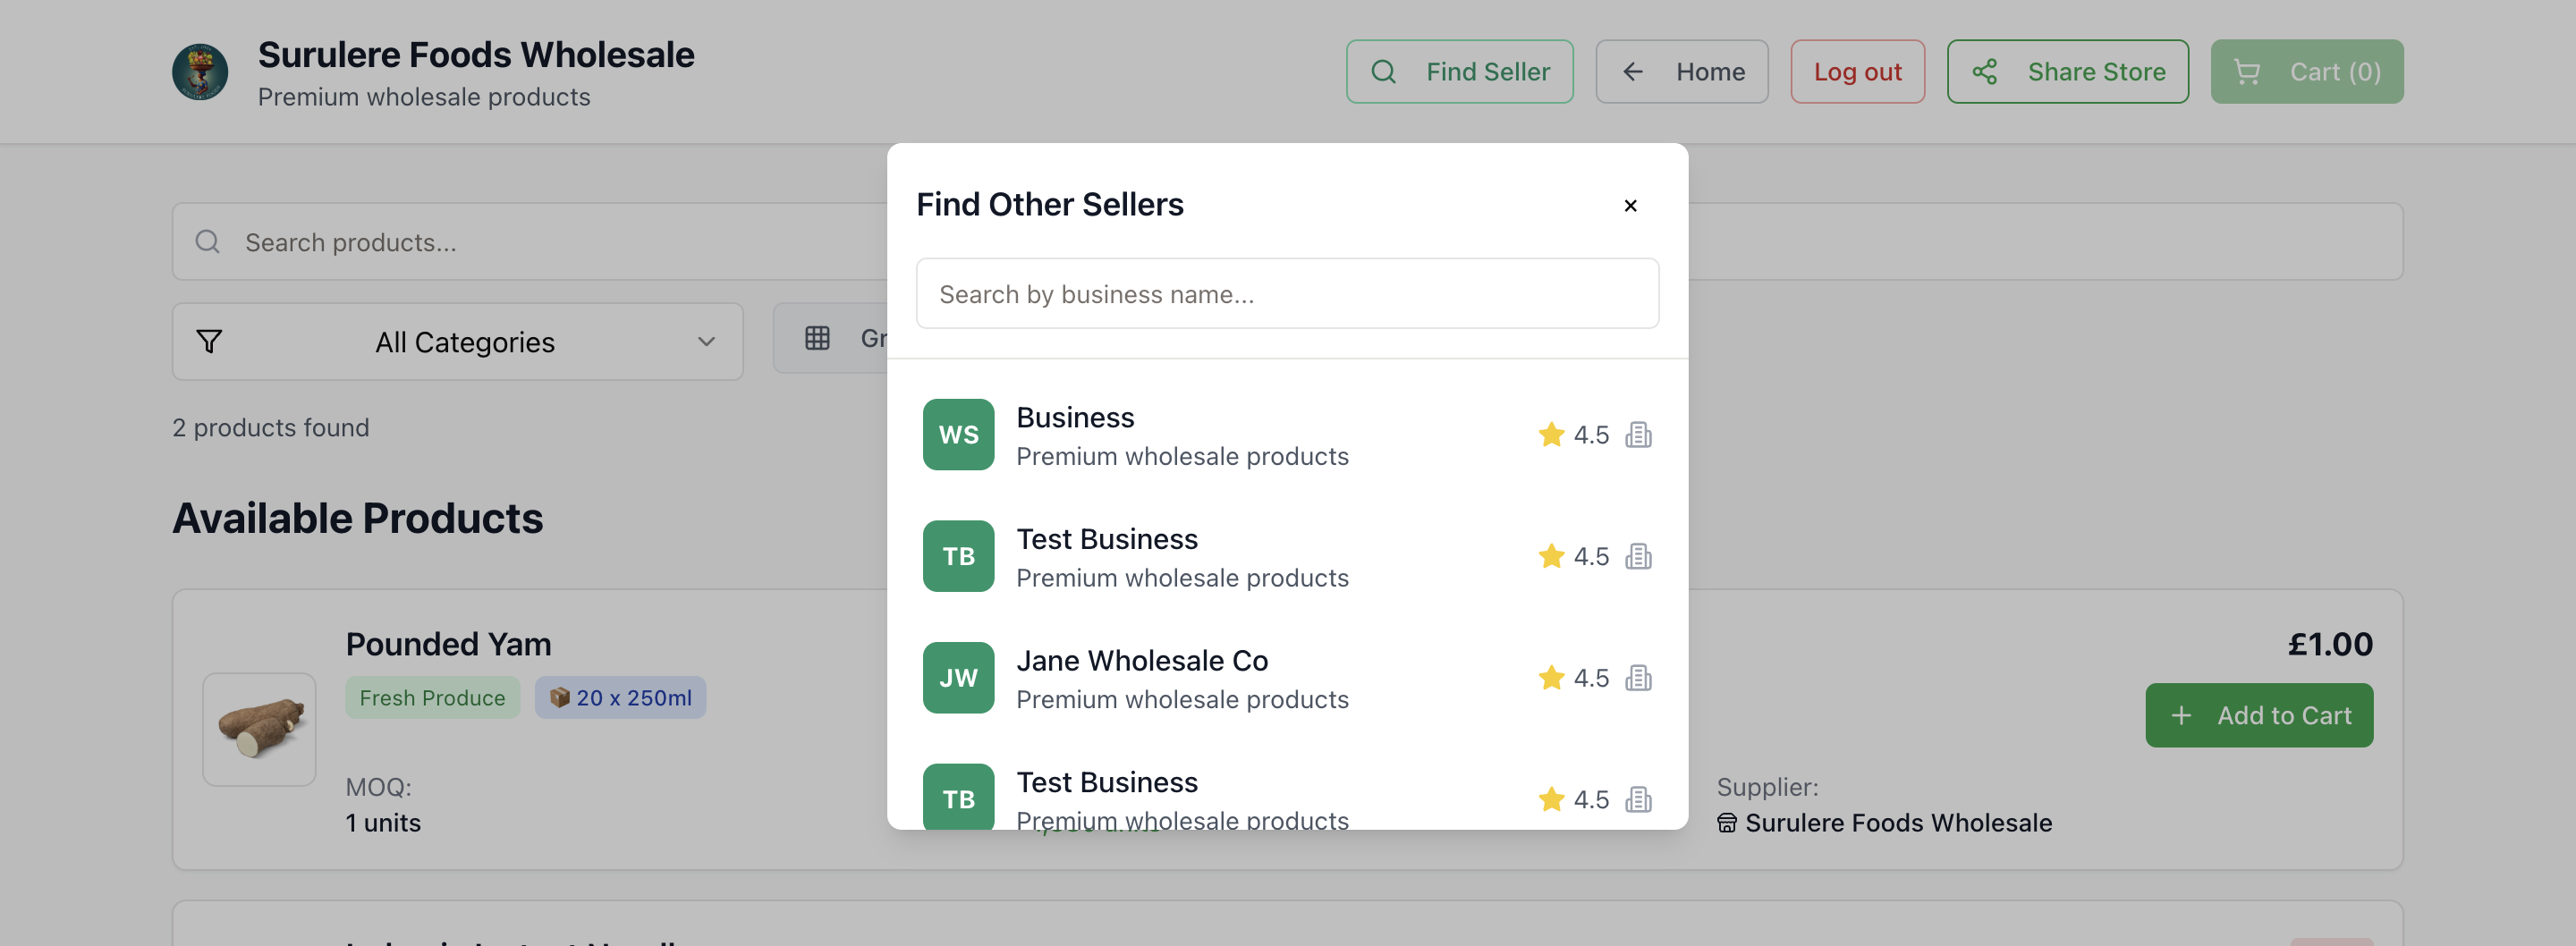 Surulere Foods Wholesale
Premium wholesale products
Find Seller
Home
Log out
Share Store
Cart (0)
Search products...
All Categories
2 products found
Available Products
Pounded Yam
Fresh Produce
20 x 250ml
MOQ:
1 units
£1.00
Add to Cart
Supplier:
Surulere Foods Wholesale
Find Other Sellers
×
Search by business name...
WS
Business
Premium wholesale products
4.5
TB
Test Business
Premium wholesale products
4.5
JW
Jane Wholesale Co
Premium wholesale products
4.5
TB
Test Business
Premium wholesale products
4.5